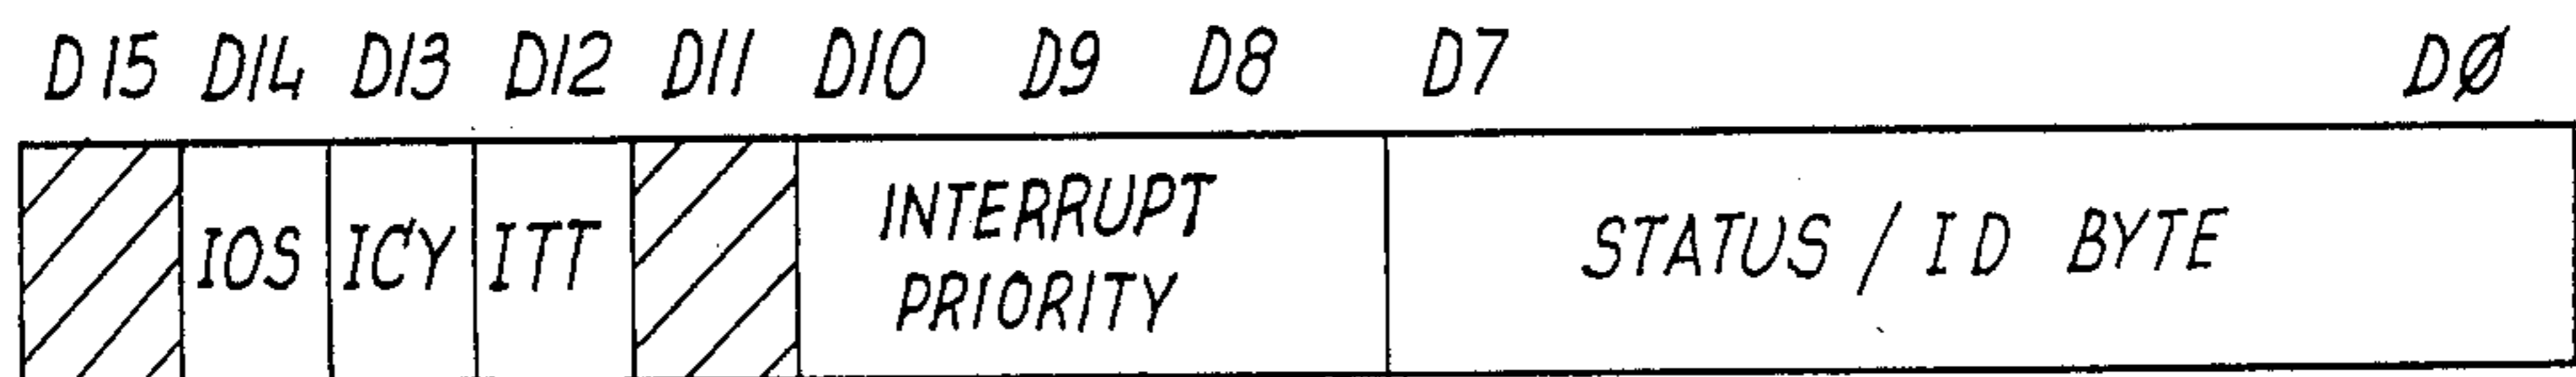 D15 D14 D13 D12 D11 D10 D9 D8 D7 DØ
IOS ICY ITT INTERRUPT PRIORITY STATUS / ID BYTE